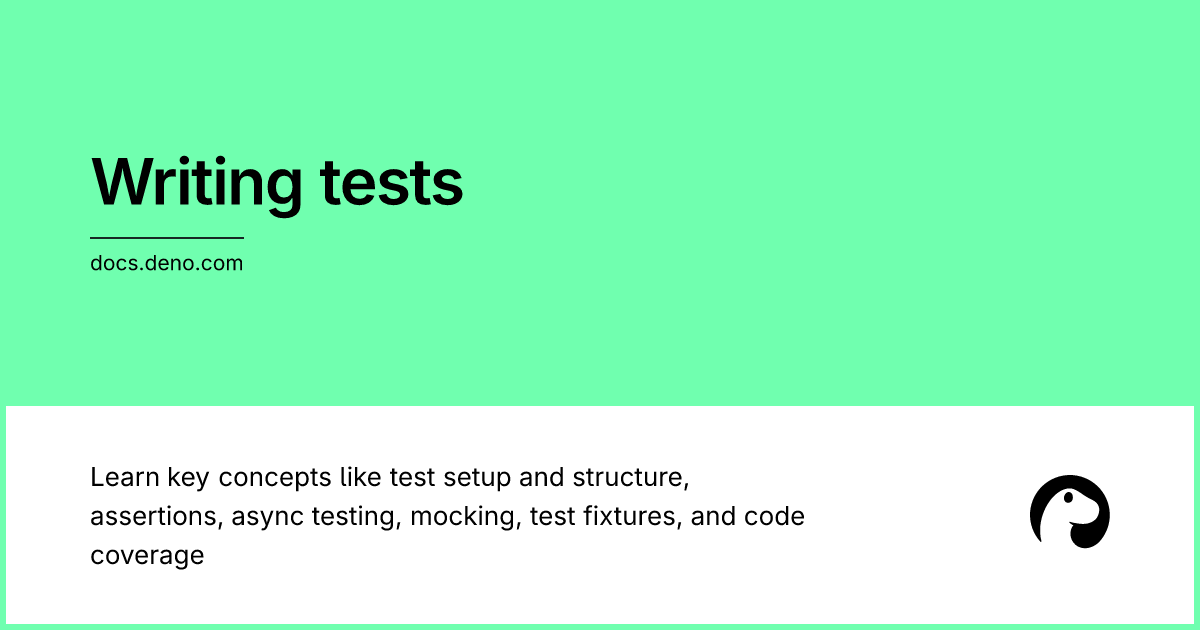 Writing tests
docs.deno.com
Learn key concepts like test setup and structure,
assertions, async testing, mocking, test fixtures, and code
coverage